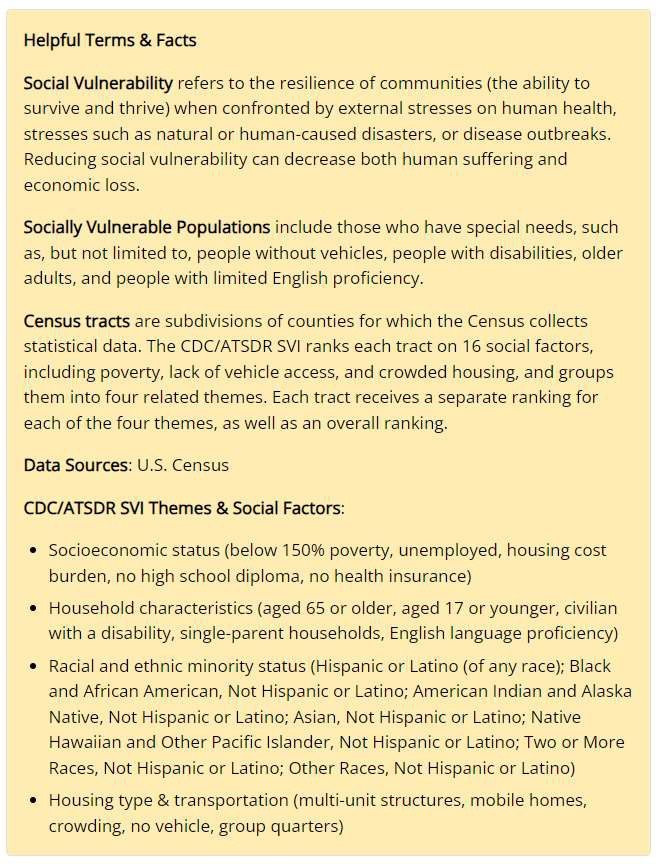 Helpful Terms & Facts
Social Vulnerability refers to the resilience of communities (the ability to
survive and thrive) when confronted by external stresses on human health,
stresses such as natural or human-caused disasters, or disease outbreaks.
Reducing social vulnerability can decrease both human suffering and
economic loss.
Socially Vulnerable Populations include those who have special needs, such
as, but not limited to, people without vehicles, people with disabilities, older
adults, and people with limited English proficiency.
Census tracts are subdivisions of counties for which the Census collects
statistical data. The CDC/ATSDR SVI ranks each tract on 16 social factors,
including poverty, lack of vehicle access, and crowded housing, and groups
them into four related themes. Each tract receives a separate ranking for
each of the four themes, as well as an overall ranking.
Data Sources: U.S. Census
CDC/ATSDR SVI Themes & Social Factors:
• Socioeconomic status (below 150% poverty, unemployed, housing cost
burden, no high school diploma, no health insurance)
• Household characteristics (aged 65 or older, aged 17 or younger, civilian
with a disability, single-parent households, English language proficiency)
• Racial and ethnic minority status (Hispanic or Latino (of any race); Black
and African American, Not Hispanic or Latino; American Indian and Alaska
Native, Not Hispanic or Latino; Asian, Not Hispanic or Latino; Native
Hawaiian and Other Pacific Islander, Not Hispanic or Latino; Two or More
Races, Not Hispanic or Latino; Other Races, Not Hispanic or Latino)
• Housing type & transportation (multi-unit structures, mobile homes,
crowding, no vehicle, group quarters)